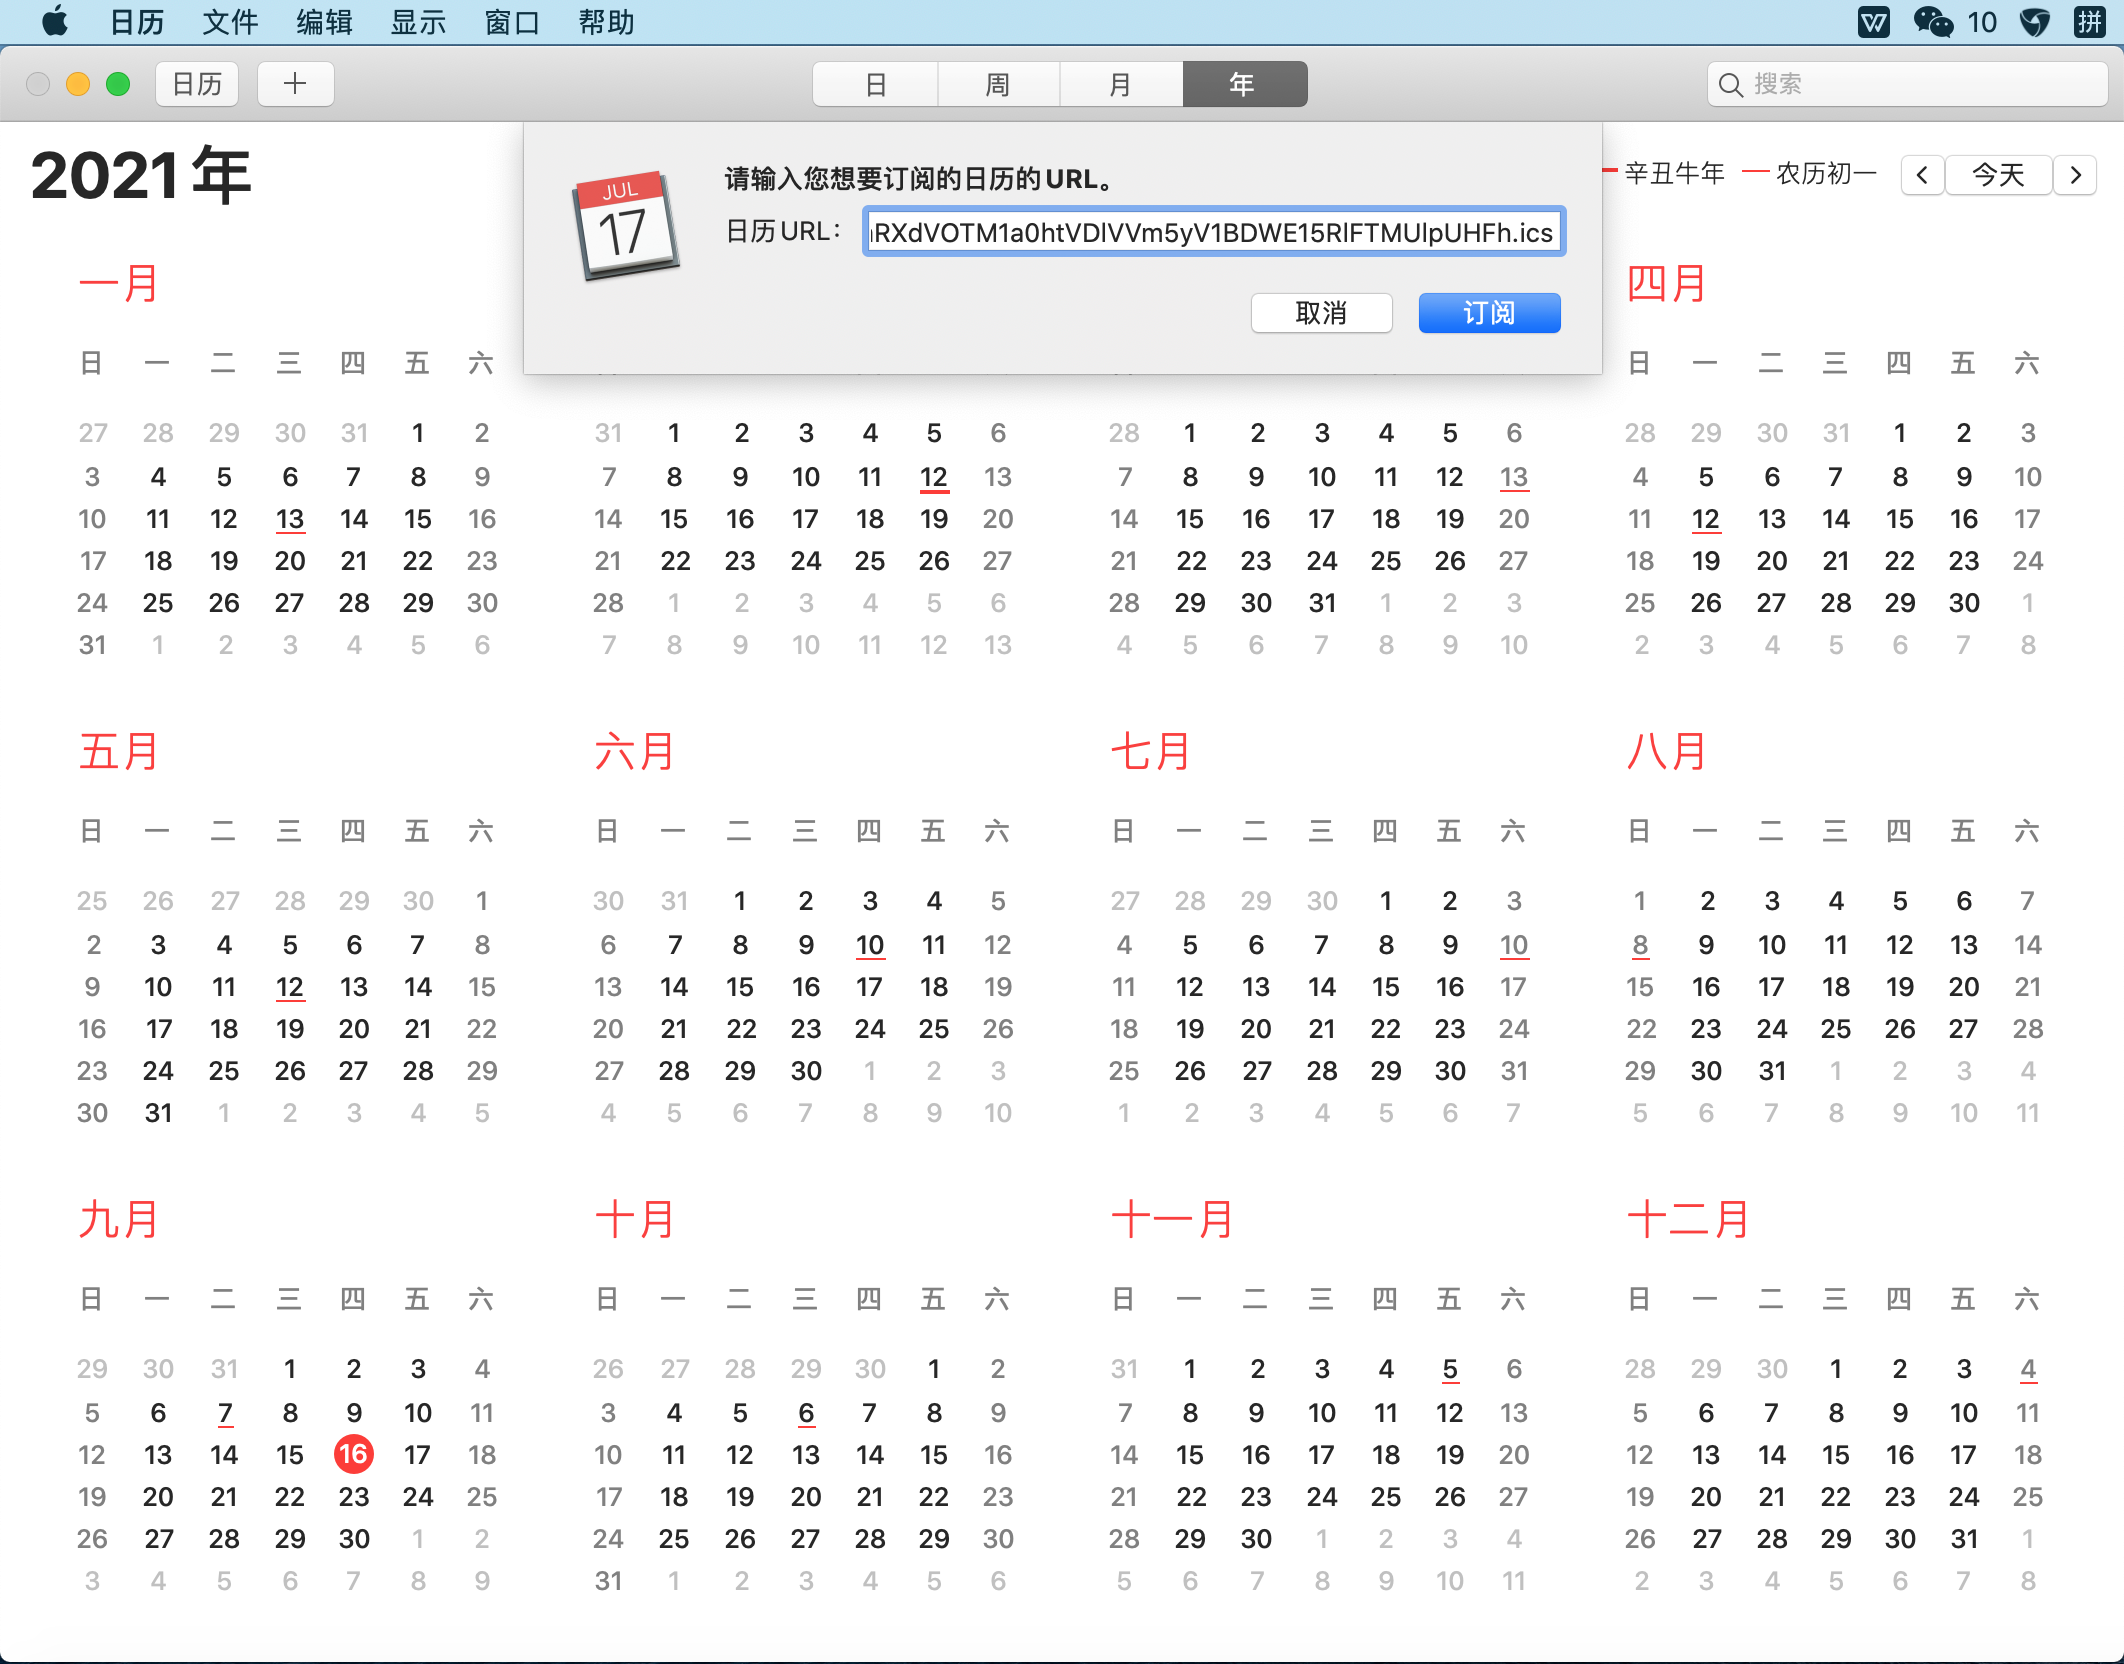 日历 文件 编辑 显示 窗口 帮助 10 拼
日历 + 日 周 月 年 搜索
2021年
辛丑牛年 农历初一 < 今天 >
JUL
17
请输入您想要订阅的日历的URL。
日历URL： RXdVOTM1a0htVDlVVm5yV1BDWE15RlFTMUlpUHFh.ics
取消 订阅
一月 四月
日 一 二 三 四 五 六 日 一 二 三 四 五 六
27 28 29 30 31 1 2 31 1 2 3 4 5 6 28 1 2 3 4 5 6 28 29 30 31 1 2 3
3 4 5 6 7 8 9 7 8 9 10 11 12 13 7 8 9 10 11 12 13 4 5 6 7 8 9 10
10 11 12 13 14 15 16 14 15 16 17 18 19 20 14 15 16 17 18 19 20 11 12 13 14 15 16 17
17 18 19 20 21 22 23 21 22 23 24 25 26 27 21 22 23 24 25 26 27 18 19 20 21 22 23 24
24 25 26 27 28 29 30 28 1 2 3 4 5 6 28 29 30 31 1 2 3 25 26 27 28 29 30 1
31 1 2 3 4 5 6 7 8 9 10 11 12 13 4 5 6 7 8 9 10 2 3 4 5 6 7 8
五月 六月 七月 八月
日 一 二 三 四 五 六 日 一 二 三 四 五 六 日 一 二 三 四 五 六 日 一 二 三 四 五 六
25 26 27 28 29 30 1 30 31 1 2 3 4 5 27 28 29 30 1 2 3 1 2 3 4 5 6 7
2 3 4 5 6 7 8 6 7 8 9 10 11 12 4 5 6 7 8 9 10 8 9 10 11 12 13 14
9 10 11 12 13 14 15 13 14 15 16 17 18 19 11 12 13 14 15 16 17 15 16 17 18 19 20 21
16 17 18 19 20 21 22 20 21 22 23 24 25 26 18 19 20 21 22 23 24 22 23 24 25 26 27 28
23 24 25 26 27 28 29 27 28 29 30 1 2 3 25 26 27 28 29 30 31 29 30 31 1 2 3 4
30 31 1 2 3 4 5 4 5 6 7 8 9 10 1 2 3 4 5 6 7 5 6 7 8 9 10 11
九月 十月 十一月 十二月
日 一 二 三 四 五 六 日 一 二 三 四 五 六 日 一 二 三 四 五 六 日 一 二 三 四 五 六
29 30 31 1 2 3 4 26 27 28 29 30 1 2 31 1 2 3 4 5 6 28 29 30 1 2 3 4
5 6 7 8 9 10 11 3 4 5 6 7 8 9 7 8 9 10 11 12 13 5 6 7 8 9 10 11
12 13 14 15 16 17 18 10 11 12 13 14 15 16 14 15 16 17 18 19 20 12 13 14 15 16 17 18
19 20 21 22 23 24 25 17 18 19 20 21 22 23 21 22 23 24 25 26 27 19 20 21 22 23 24 25
26 27 28 29 30 1 2 24 25 26 27 28 29 30 28 29 30 1 2 3 4 26 27 28 29 30 31 1
3 4 5 6 7 8 9 31 1 2 3 4 5 6 5 6 7 8 9 10 11 2 3 4 5 6 7 8